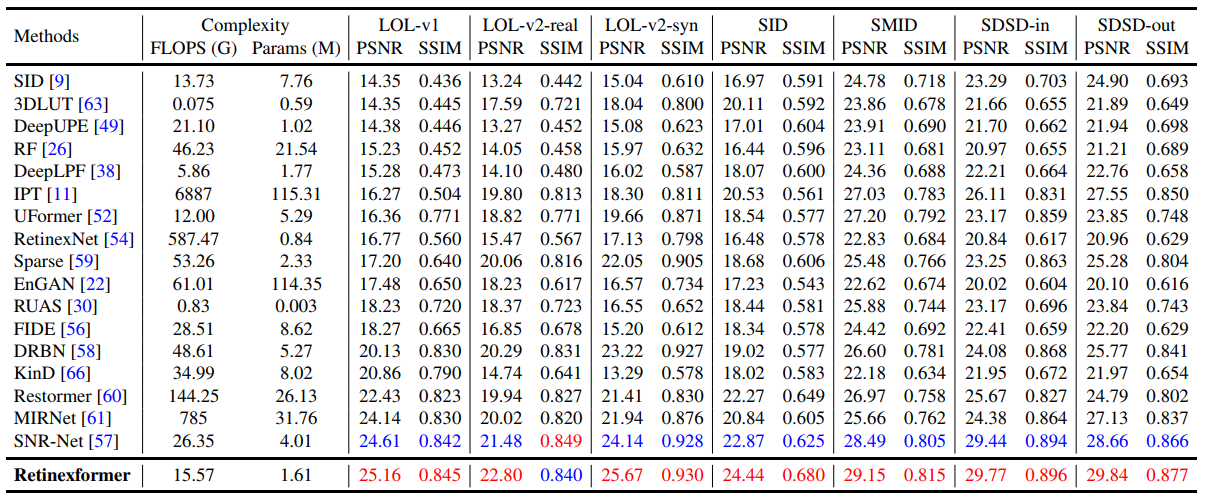 Methods Complexity LOL-v1 LOL-v2-real LOL-v2-syn SID SMID SDSD-in SDSD-out
FLOPS (G) Params (M) PSNR SSIM PSNR SSIM PSNR SSIM PSNR SSIM PSNR SSIM PSNR SSIM PSNR SSIM
SID [9] 13.73 7.76 14.35 0.436 13.24 0.442 15.04 0.610 16.97 0.591 24.78 0.718 23.29 0.703 24.90 0.693
3DLUT [63] 0.075 0.59 14.35 0.445 17.59 0.721 18.04 0.800 20.11 0.592 23.86 0.678 21.66 0.655 21.89 0.649
DeepUPE [49] 21.10 1.02 14.38 0.446 13.27 0.452 15.08 0.623 17.01 0.604 23.91 0.690 21.70 0.662 21.94 0.698
RF [26] 46.23 21.54 15.23 0.452 14.05 0.458 15.97 0.632 16.44 0.596 23.11 0.681 20.97 0.655 21.21 0.689
DeepLPF [38] 5.86 1.77 15.28 0.473 14.10 0.480 16.02 0.587 18.07 0.600 24.36 0.688 22.21 0.664 22.76 0.658
IPT [11] 6887 115.31 16.27 0.504 19.80 0.813 18.30 0.811 20.53 0.561 27.03 0.783 26.11 0.831 27.55 0.850
UFormer [52] 12.00 5.29 16.36 0.771 18.82 0.771 19.66 0.871 18.54 0.577 27.20 0.792 23.17 0.859 23.85 0.748
RetinexNet [54] 587.47 0.84 16.77 0.560 15.47 0.567 17.13 0.798 16.48 0.578 22.83 0.684 20.84 0.617 20.96 0.629
Sparse [59] 53.26 2.33 17.20 0.640 20.06 0.816 22.05 0.905 18.68 0.606 25.48 0.766 23.25 0.863 25.28 0.804
EnGAN [22] 61.01 114.35 17.48 0.650 18.23 0.617 16.57 0.734 17.23 0.543 22.62 0.674 20.02 0.604 20.10 0.616
RUAS [30] 0.83 0.003 18.23 0.720 18.37 0.723 16.55 0.652 18.44 0.581 25.88 0.744 23.17 0.696 23.84 0.743
FIDE [56] 28.51 8.62 18.27 0.665 16.85 0.678 15.20 0.612 18.34 0.578 24.42 0.692 22.41 0.659 22.20 0.629
DRBN [58] 48.61 5.27 20.13 0.830 20.29 0.831 23.22 0.927 19.02 0.577 26.60 0.781 24.08 0.868 25.77 0.841
KinD [66] 34.99 8.02 20.86 0.790 14.74 0.641 13.29 0.578 18.02 0.583 22.18 0.634 21.95 0.672 21.97 0.654
Restormer [60] 144.25 26.13 22.43 0.823 19.94 0.827 21.41 0.830 22.27 0.649 26.97 0.758 25.67 0.827 24.79 0.802
MIRNet [61] 785 31.76 24.14 0.830 20.02 0.820 21.94 0.876 20.84 0.605 25.66 0.762 24.38 0.864 27.13 0.837
SNR-Net [57] 26.35 4.01 24.61 0.842 21.48 0.849 24.14 0.928 22.87 0.625 28.49 0.805 29.44 0.894 28.66 0.866
Retinexformer 15.57 1.61 25.16 0.845 22.80 0.840 25.67 0.930 24.44 0.680 29.15 0.815 29.77 0.896 29.84 0.877